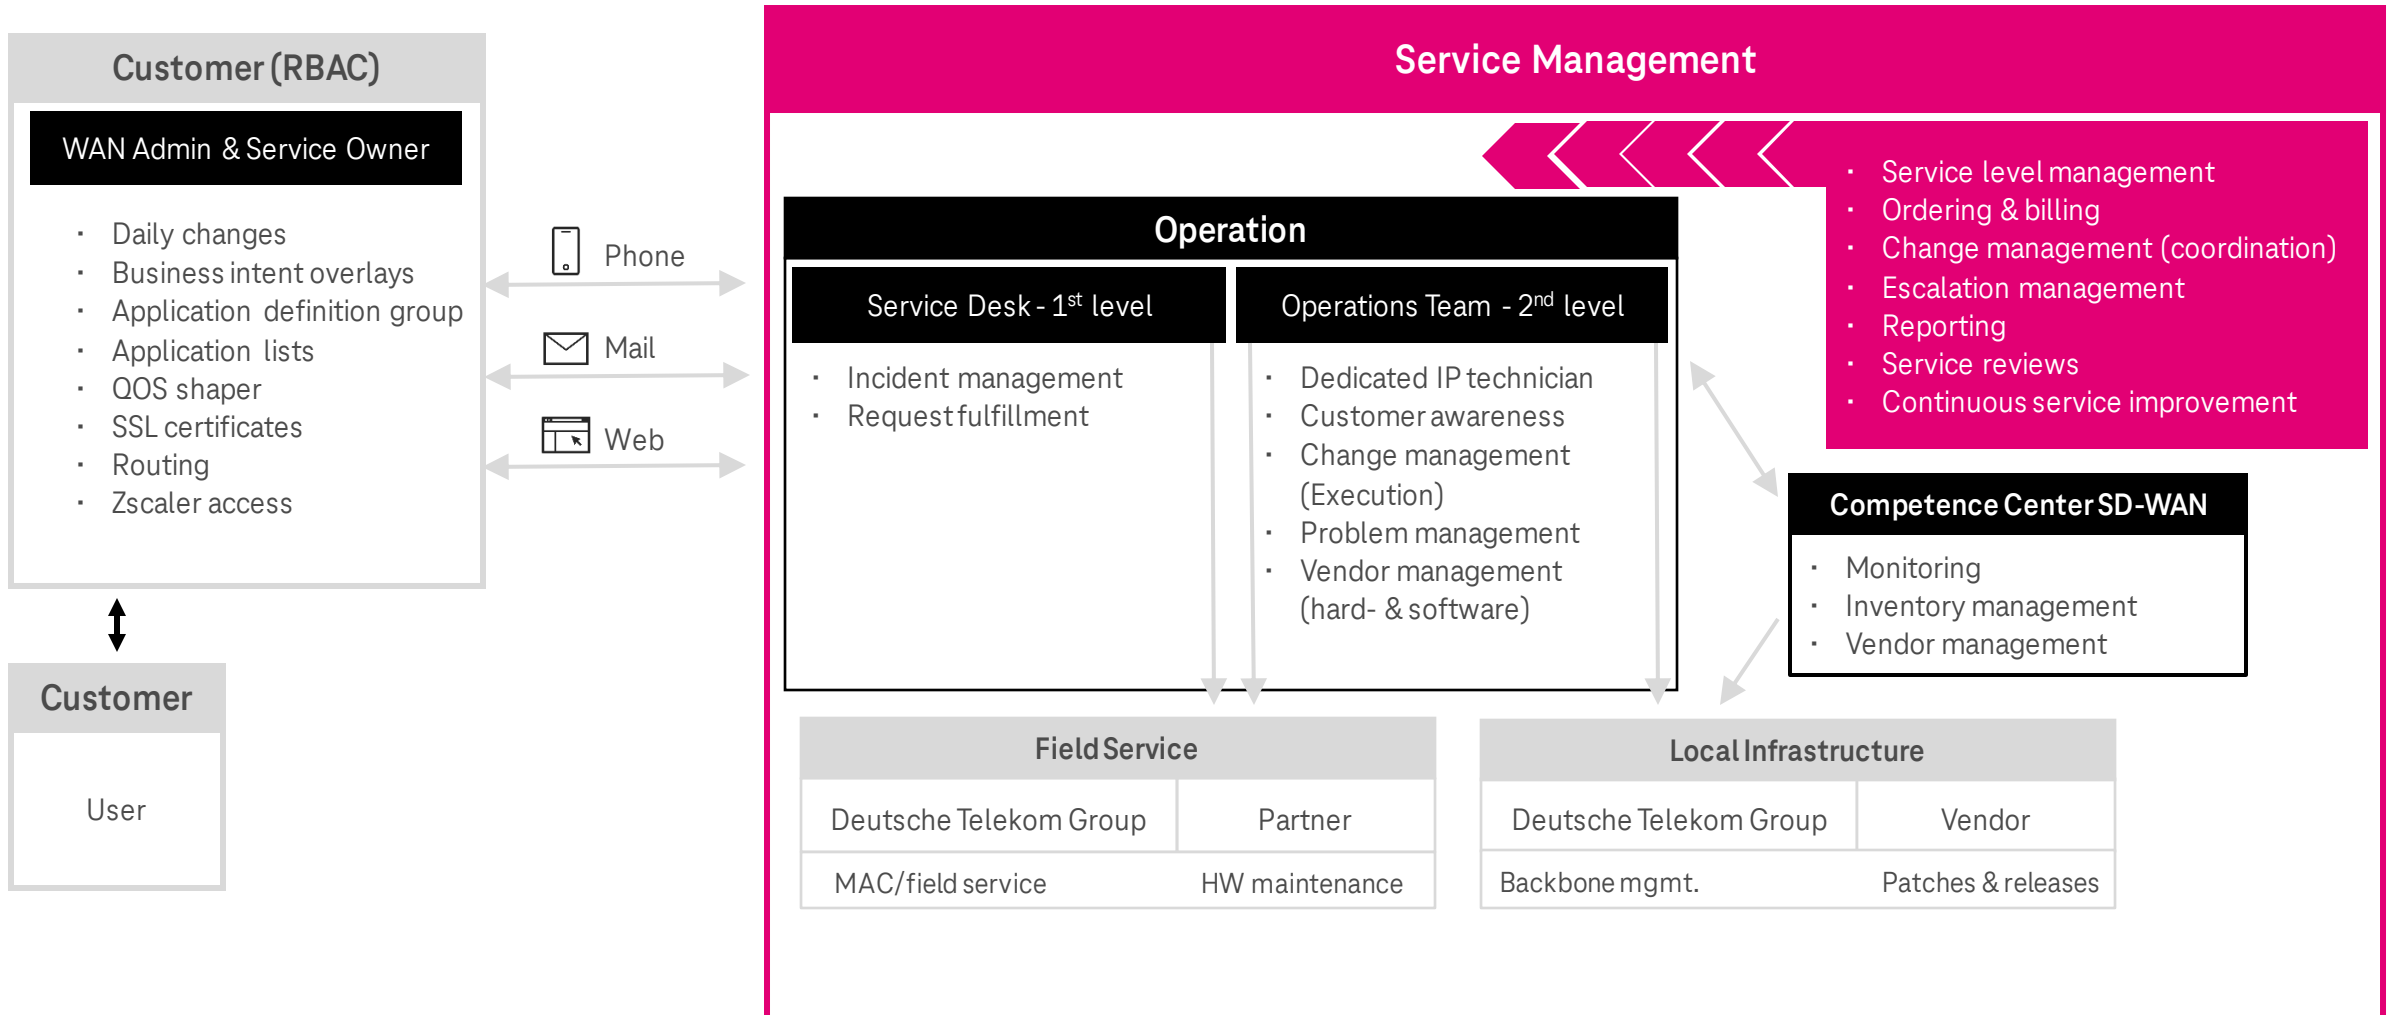 Customer (RBAC)
WAN Admin & Service Owner
· Daily changes
· Business intent overlays
· Application definition group
· Application lists
· QOS shaper
· SSL certificates
· Routing
· Zscaler access
Customer
User
Phone
Mail
Web
Service Management
· Service level management
· Ordering & billing
· Change management (coordination)
· Escalation management
· Reporting
· Service reviews
· Continuous service improvement
Operation
Service Desk - 1st level
· Incident management
· Request fulfillment
Operations Team - 2nd level
· Dedicated IP technician
· Customer awareness
· Change management
(Execution)
· Problem management
· Vendor management
(hard- & software)
Competence Center SD-WAN
· Monitoring
· Inventory management
· Vendor management
Field Service
Deutsche Telekom Group
Partner
MAC/field service
HW maintenance
Local Infrastructure
Deutsche Telekom Group
Vendor
Backbone mgmt.
Patches & releases